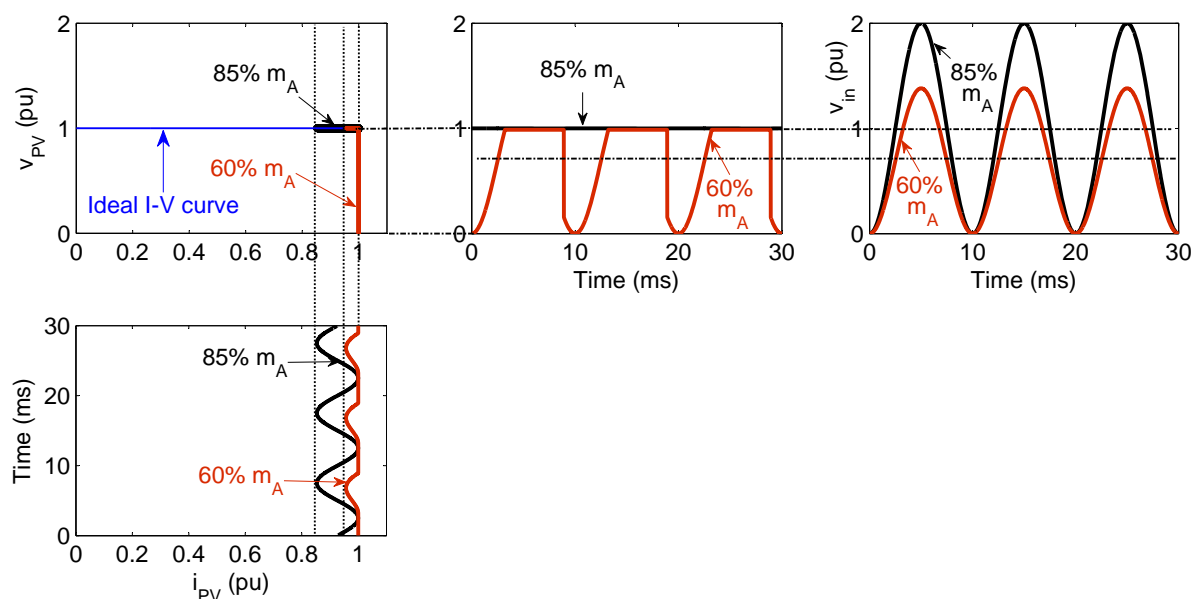 2
1
0
v_PV (pu)
85% m_A
60% m_A
Ideal I-V curve
0 0.2 0.4 0.6 0.8 1
2
1
0
85% m_A
60%
m_A
0 10 20 30
Time (ms)
2
1
0
v_in (pu)
85%
m_A
60%
m_A
0 10 20 30
Time (ms)
30
20
10
0
Time (ms)
85% m_A
60% m_A
0 0.2 0.4 0.6 0.8 1
i_PV (pu)